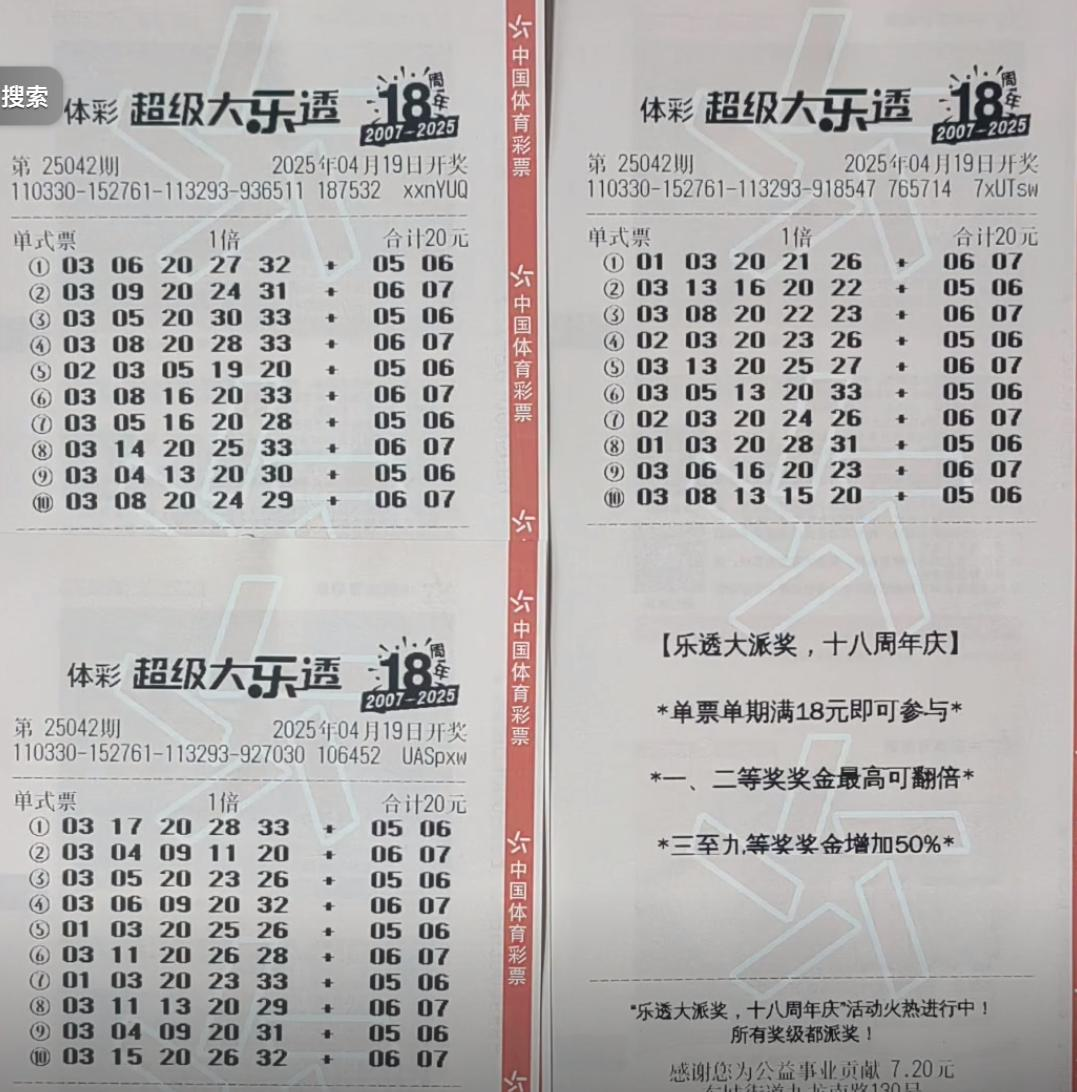 搜索
体彩 超级大乐透 18周年
2007-2025
第 25042期 2025年04月19日开奖
110330-152761-113293-936511 187532 xxnYUQ
单式票 1倍 合计20元
① 03 06 20 27 32 + 05 06
② 03 09 20 24 31 + 06 07
③ 03 05 20 30 33 + 05 06
④ 03 08 20 28 33 + 06 07
⑤ 02 03 05 19 20 + 05 06
⑥ 03 08 16 20 33 + 06 07
⑦ 03 05 16 20 28 + 05 06
⑧ 03 14 20 25 33 + 06 07
⑨ 03 04 13 20 30 + 05 06
⑩ 03 08 20 24 29 + 06 07
中国体育彩票
中国体育彩票
体彩 超级大乐透 18周年
2007-2025
第 25042期 2025年04月19日开奖
110330-152761-113293-918547 765714 7xUTsw
单式票 1倍 合计20元
① 01 03 20 21 26 + 06 07
② 03 13 16 20 22 + 05 06
③ 03 08 20 22 23 + 06 07
④ 02 03 20 23 26 + 05 06
⑤ 03 13 20 25 27 + 06 07
⑥ 03 05 13 20 33 + 05 06
⑦ 02 03 20 24 26 + 06 07
⑧ 01 03 20 28 31 + 05 06
⑨ 03 06 16 20 23 + 06 07
⑩ 03 08 13 15 20 + 05 06
体彩 超级大乐透 18周年
2007-2025
第 25042期 2025年04月19日开奖
110330-152761-113293-927030 106452 UASpxw
单式票 1倍 合计20元
① 03 17 20 28 33 + 05 06
② 03 04 09 11 20 + 06 07
③ 03 05 20 23 26 + 05 06
④ 03 06 09 20 32 + 06 07
⑤ 01 03 20 25 26 + 05 06
⑥ 03 11 20 26 28 + 06 07
⑦ 01 03 20 23 33 + 05 06
⑧ 03 11 13 20 29 + 06 07
⑨ 03 04 09 20 31 + 05 06
⑩ 03 15 20 26 32 + 06 07
中国体育彩票
中国体育彩票
【乐透大派奖，十八周年庆】
*单票单期满18元即可参与*
*一、二等奖奖金最高可翻倍*
*三至九等奖奖金增加50%*
“乐透大派奖，十八周年庆”活动火热进行中！
所有奖级都派奖！
感谢您为公益事业贡献 7.20元